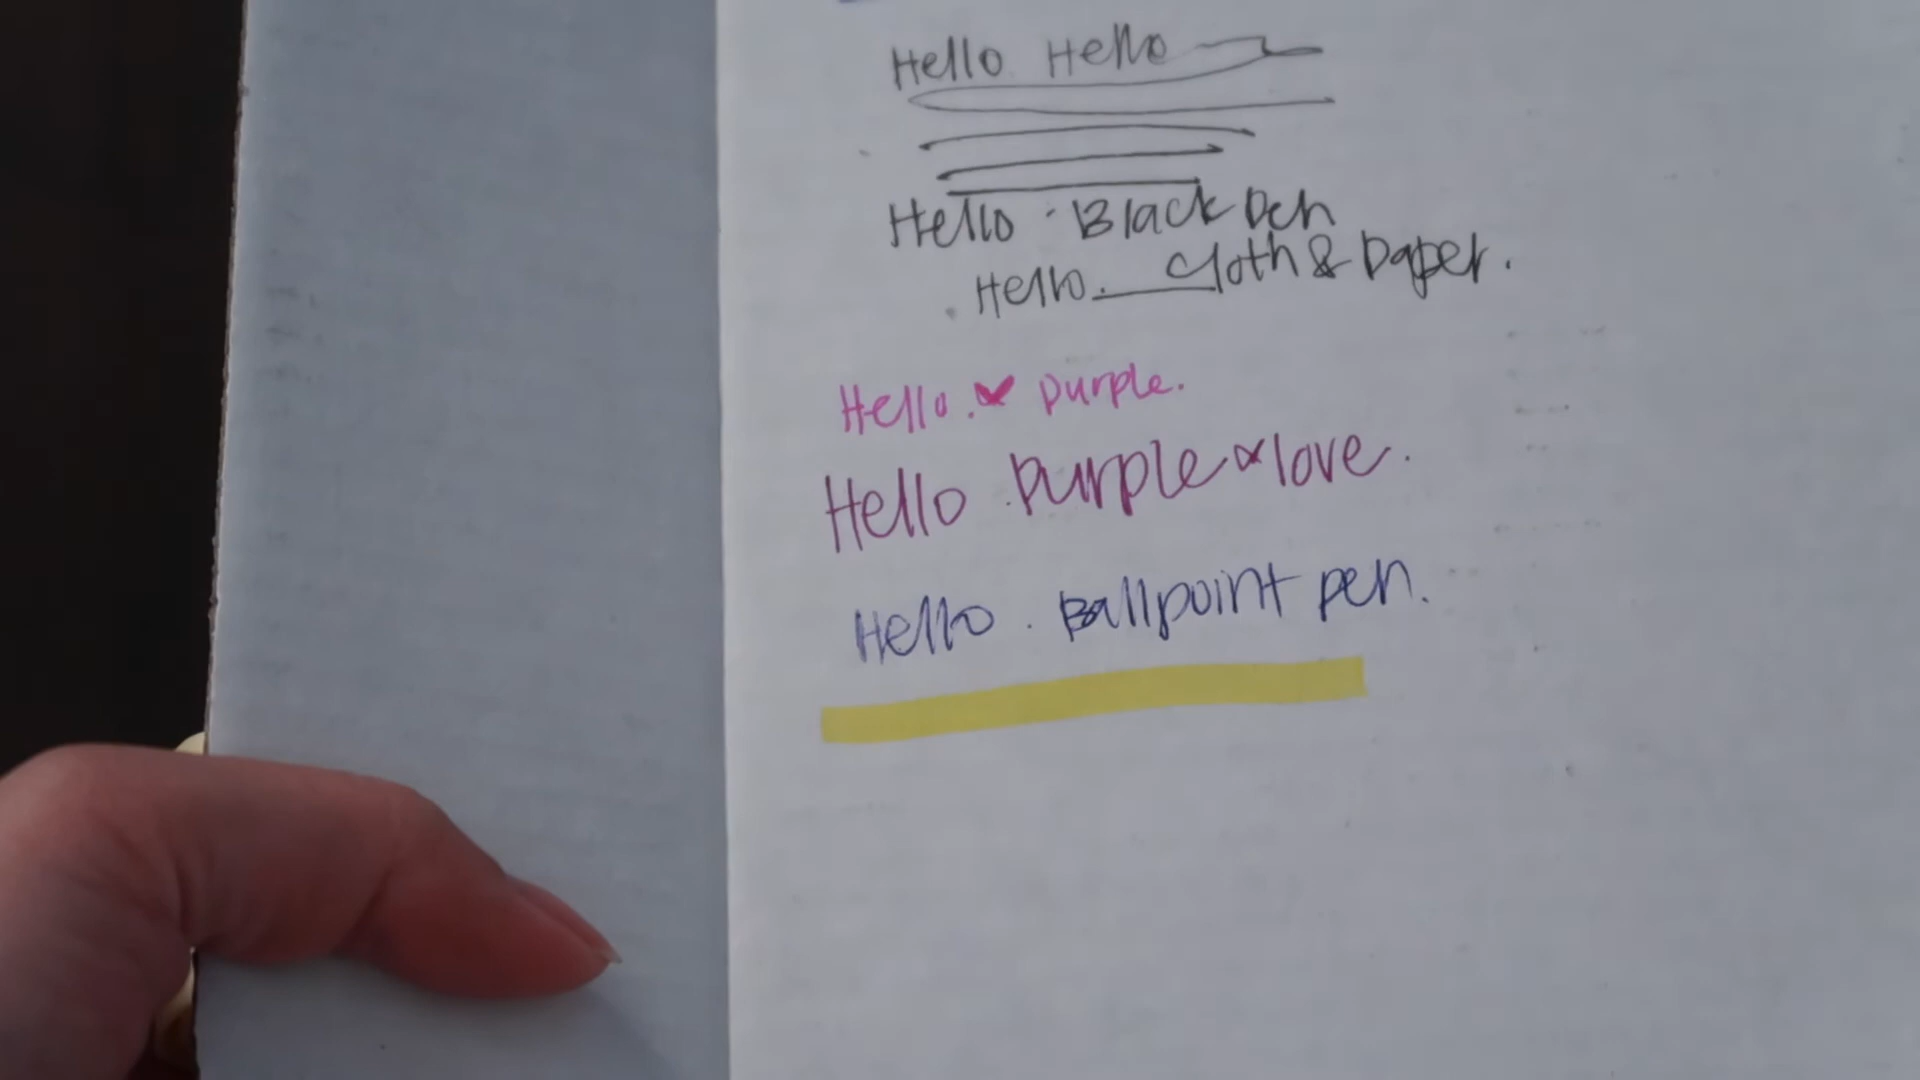 Hello Hello
Hello · Black Pen
. Hello. Cloth & Paper.
Hello. ♥ purple.
Hello purple love.
Hello. Ballpoint pen.